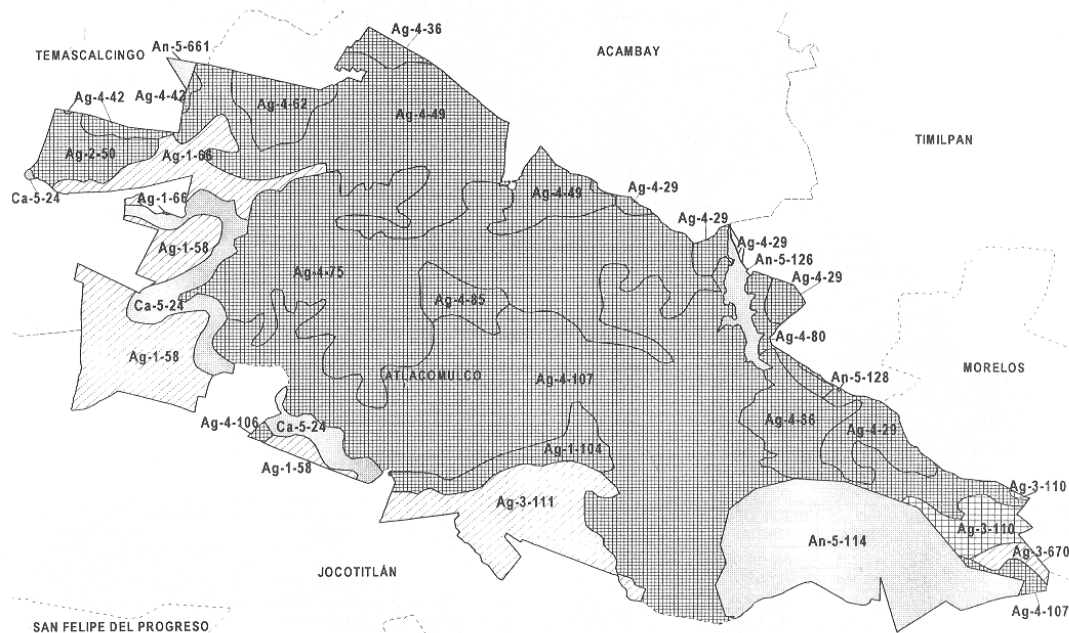 Ag-4-36
TEMASCALCINGO
An-5-661
ACAMBAY
Ag-4-42
Ag-4-42
Ag-4-62
Ag-4-49
TIMILPAN
Ag-2-50
Ag-1-66
Ca-5-24
Ag-1-66
Ag-4-49
Ag-4-29
Ag-4-29
Ag-1-58
Ag-4-29
An-5-126
Ag-4-75
Ag-4-29
Ca-5-24
Ag-4-85
Ag-4-80
Ag-1-58
MORELOS
ATLACOMULCO
Ag-4-107
An-5-128
Ag-4-106
Ca-5-24
Ag-4-86
Ag-4-29
Ag-1-104
Ag-1-58
Ag-3-110
Ag-3-111
Ag-3-110
An-5-114
Ag-3-670
JOCOTITLÁN
Ag-4-107
SAN FELIPE DEL PROGRESO